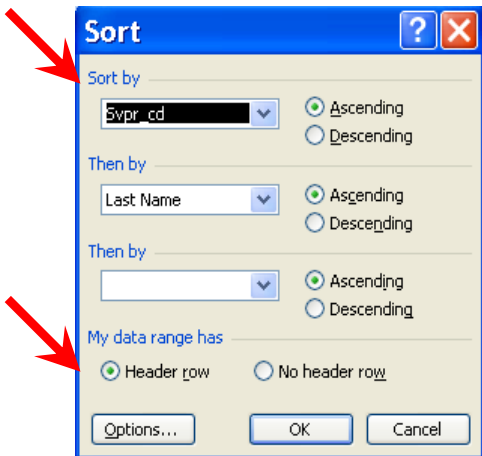 Sort ?
Sort by
Svpr_cd
Ascending
Descending
Then by
Last Name
Ascending
Descending
Then by
Ascending
Descending
My data range has
Header row No header row
Options... OK Cancel